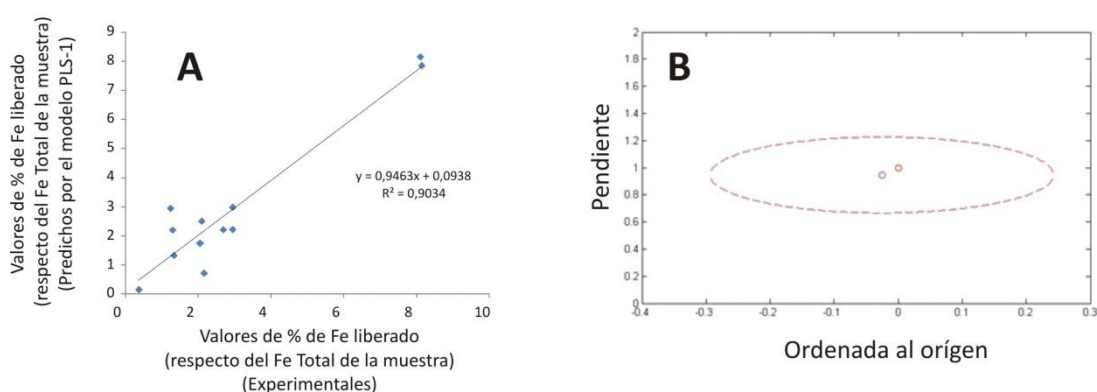 A
9
8
7
6
5
4
3
2
1
0
Valores de % de Fe liberado
(respecto del Fe Total de la muestra)
(Predichos por el modelo PLS-1)
y = 0,9463x + 0,0938
R² = 0,9034
0 2 4 6 8 10
Valores de % de Fe liberado
(respecto del Fe Total de la muestra)
(Experimentales)
B
2
1.8
1.6
1.4
1.2
1
0.8
0.6
0.4
0.2
0
Pendiente
-0.4 -0.3 -0.2 -0.1 0 0.1 0.2 0.3
Ordenada al orígen